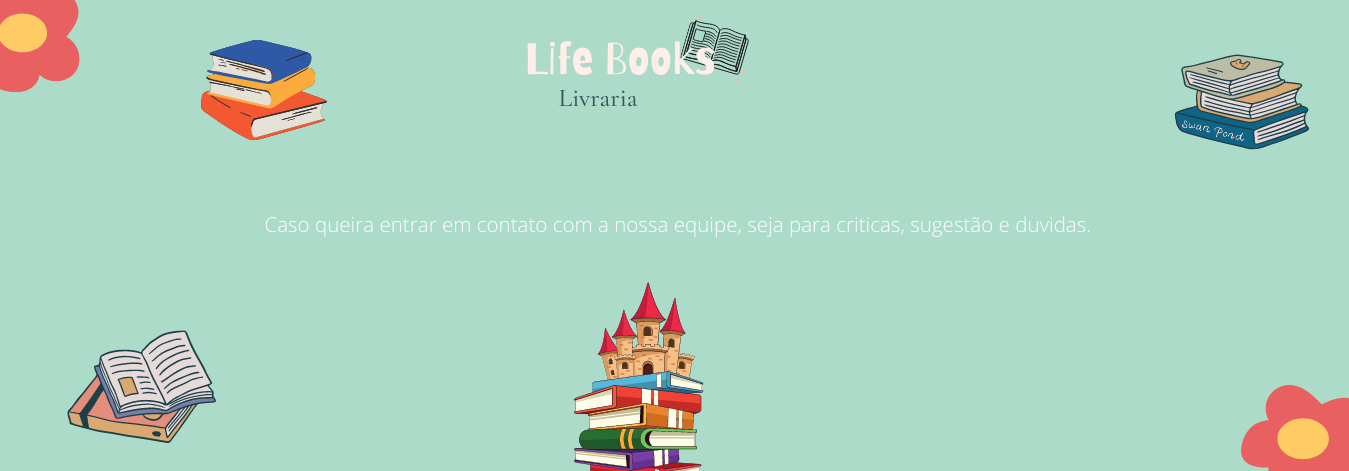 Life Books
Livraria
Swan Pond
Caso queira entrar em contato com a nossa equipe, seja para criticas, sugestão e duvidas.